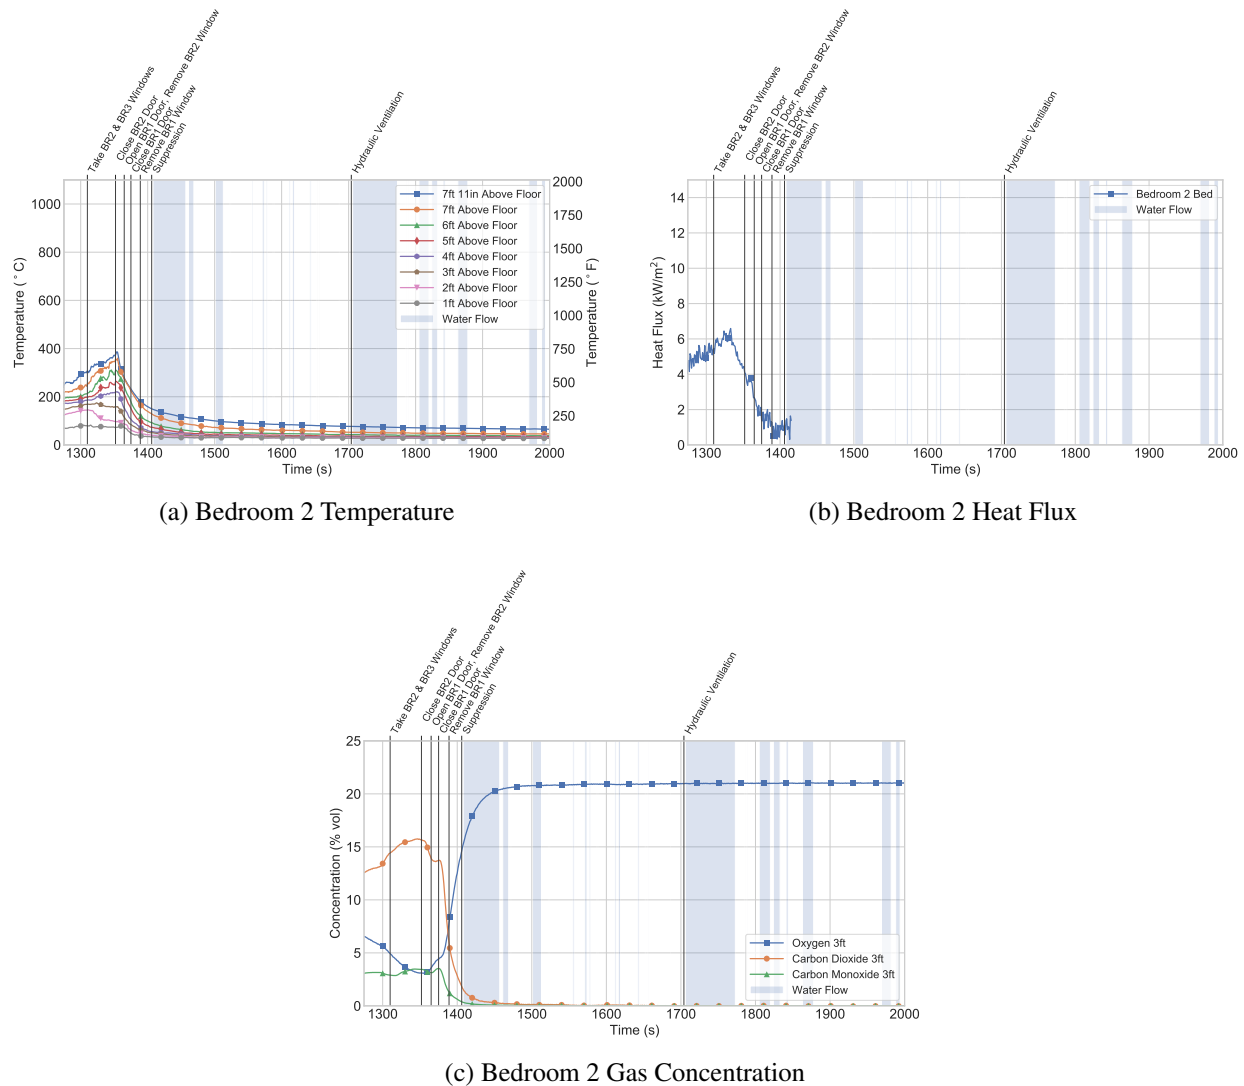 Take BR2 & BR3 Windows
Close BR2 Door
Open BR1 Door, Remove BR2 Window
Close BR1 Door
Remove BR1 Window
Suppression
Hydraulic Ventilation
1000
800
600
400
200
0
Temperature (°C)
2000
1750
1500
1250
1000
750
500
250
Temperature (°F)
7ft 11in Above Floor
7ft Above Floor
6ft Above Floor
5ft Above Floor
4ft Above Floor
3ft Above Floor
2ft Above Floor
1ft Above Floor
Water Flow
1300 1400 1500 1600 1700 1800 1900 2000
Time (s)
(a) Bedroom 2 Temperature
Take BR2 & BR3 Windows
Close BR2 Door
Open BR1 Door, Remove BR2 Window
Close BR1 Door
Remove BR1 Window
Suppression
Hydraulic Ventilation
14
12
10
8
6
4
2
0
Heat Flux (kW/m²)
Bedroom 2 Bed
Water Flow
1300 1400 1500 1600 1700 1800 1900 2000
Time (s)
(b) Bedroom 2 Heat Flux
Take BR2 & BR3 Windows
Close BR2 Door
Open BR1 Door, Remove BR2 Window
Close BR1 Door
Remove BR1 Window
Suppression
Hydraulic Ventilation
25
20
15
10
5
0
Concentration (% vol)
Oxygen 3ft
Carbon Dioxide 3ft
Carbon Monoxide 3ft
Water Flow
1300 1400 1500 1600 1700 1800 1900 2000
Time (s)
(c) Bedroom 2 Gas Concentration